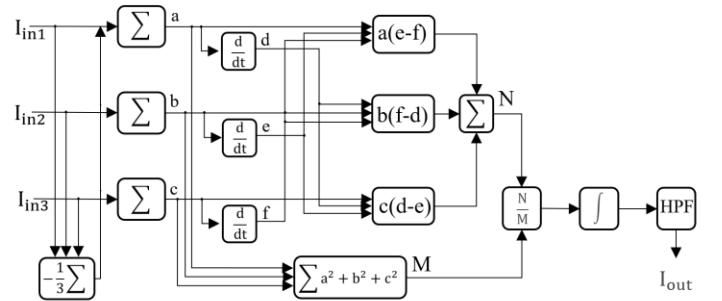 I_in1
∑
a
d/dt
d
a(e-f)
I_in2
∑
b
d/dt
e
b(f-d)
∑
N
I_in3
∑
c
d/dt
f
c(d-e)
N/M
∫
HPF
I_out
-1/3∑
∑ a² + b² + c²
M